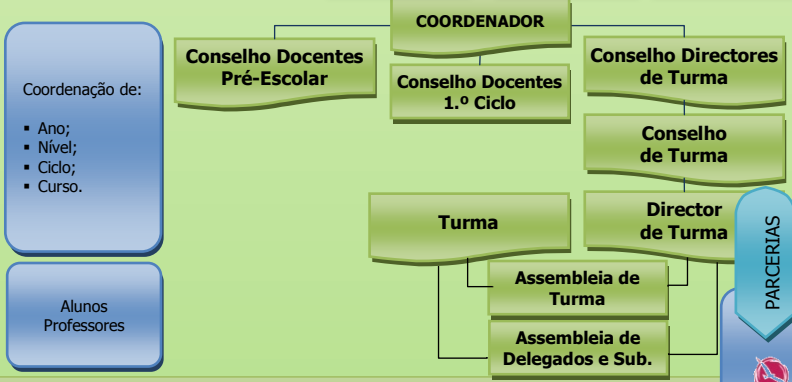 COORDENADOR
Conselho Docentes
Pré-Escolar
Conselho Docentes
1.º Ciclo
Conselho Directores
de Turma
Coordenação de:
▪ Ano;
▪ Nível;
▪ Ciclo;
▪ Curso.
Conselho
de Turma
Turma
Director
de Turma
PARCERIAS
Assembleia de
Turma
Alunos
Professores
Assembleia de
Delegados e Sub.